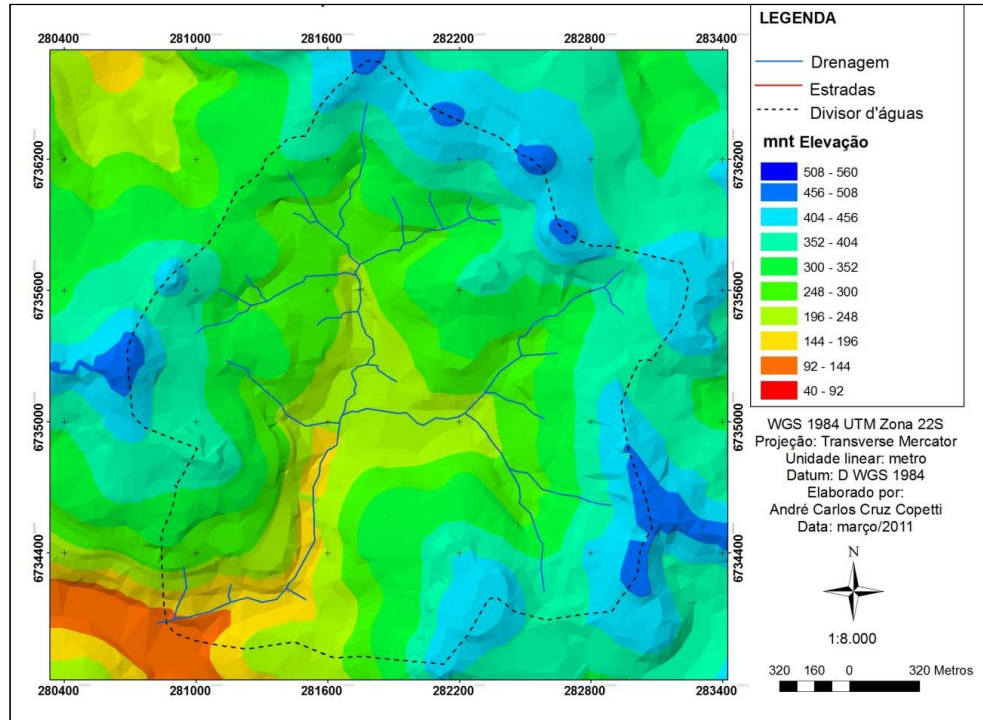 280400 281000 281600 282200 282800 283400
6736200 6736200
6735600 6735600
6735000 6735000
6734400 6734400
280400 281000 281600 282200 282800 283400
LEGENDA
Drenagem
Estradas
Divisor d'águas
mnt Elevação
508 - 560
456 - 508
404 - 456
352 - 404
300 - 352
248 - 300
196 - 248
144 - 196
92 - 144
40 - 92
WGS 1984 UTM Zona 22S
Projeção: Transverse Mercator
Unidade linear: metro
Datum: D WGS 1984
Elaborado por:
André Carlos Cruz Copetti
Data: março/2011
N
1:8.000
320 160 0 320 Metros